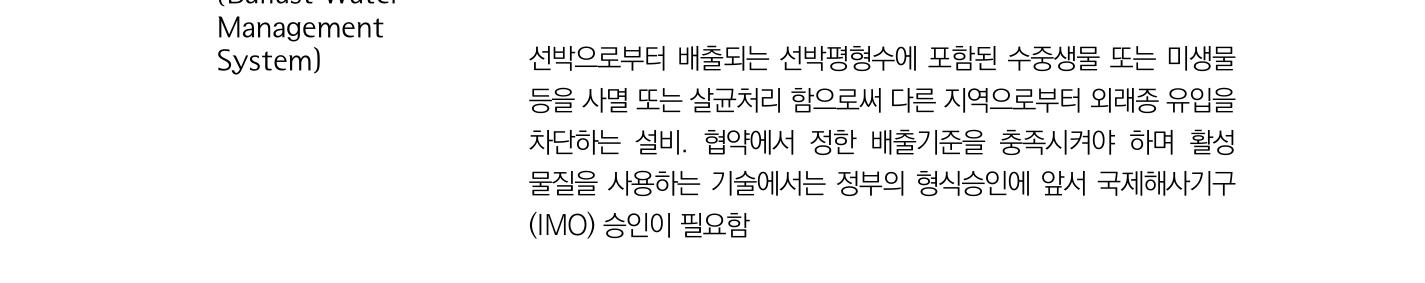 Management
System)
선박으로부터 배출되는 선박평형수에 포함된 수중생물 또는 미생물
등을 사멸 또는 살균처리 함으로써 다른 지역으로부터 외래종 유입을
차단하는 설비. 협약에서 정한 배출기준을 충족시켜야 하며 활성
물질을 사용하는 기술에서는 정부의 형식승인에 앞서 국제해사기구
(IMO) 승인이 필요함